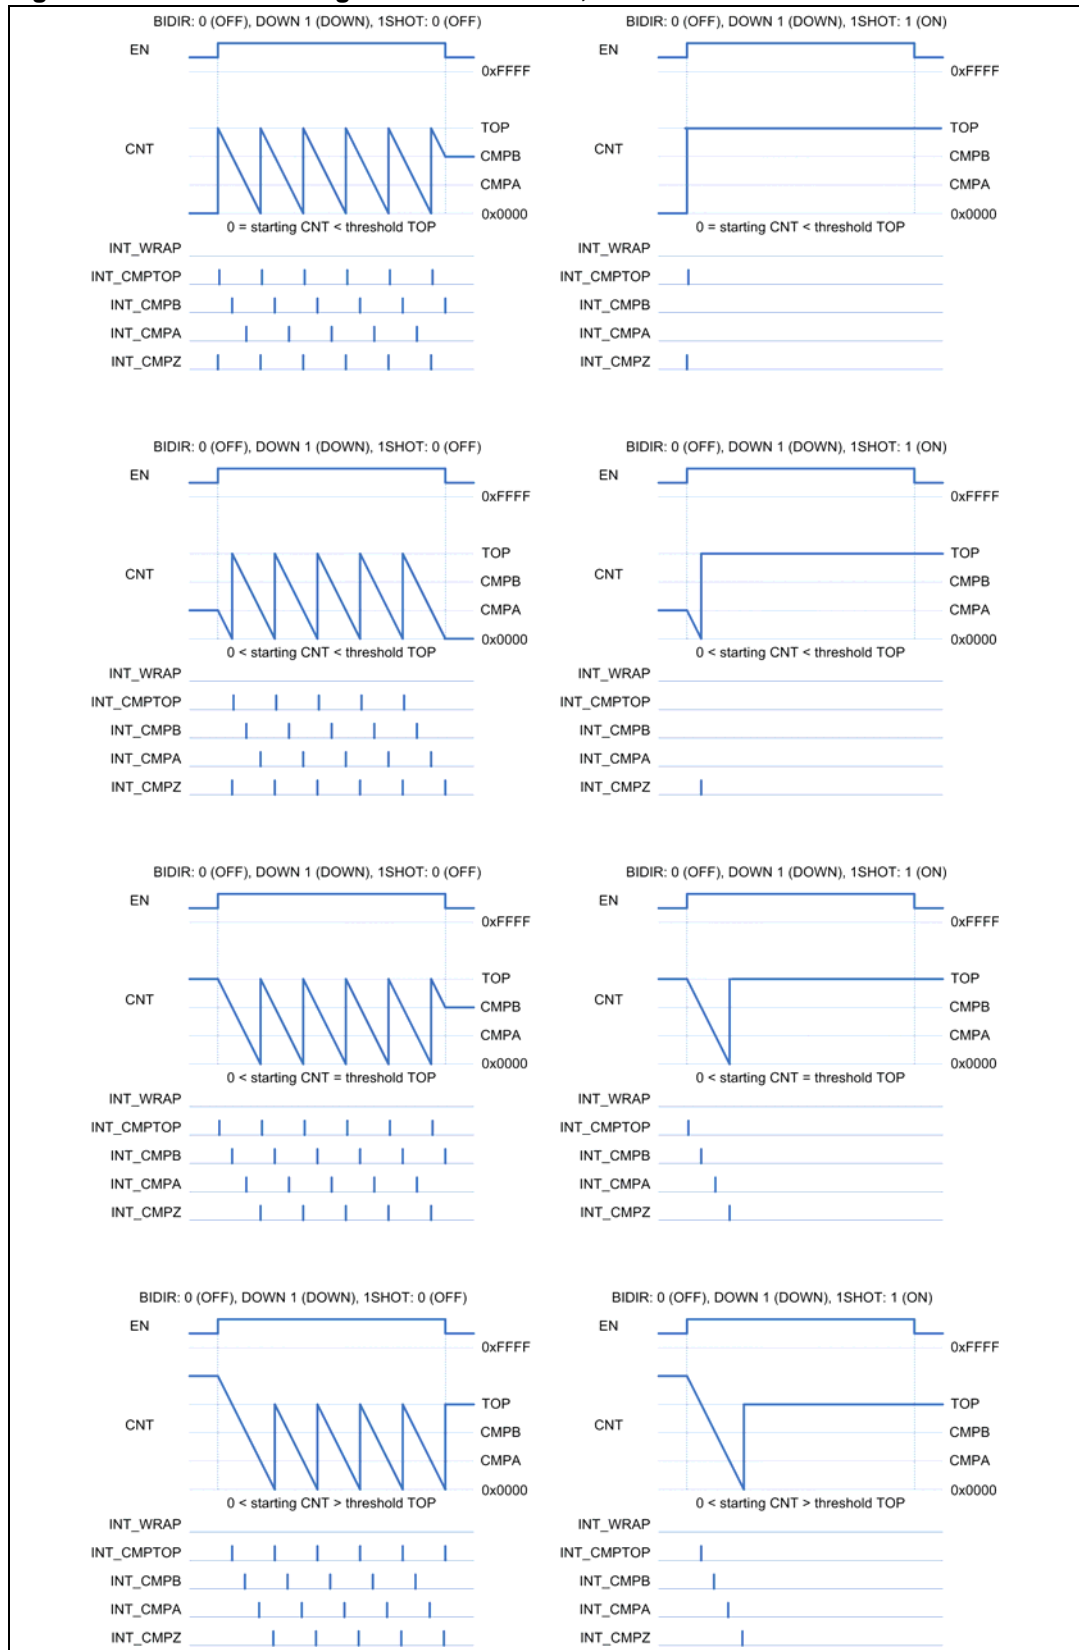 BIDIR: 0 (OFF), DOWN 1 (DOWN), 1SHOT: 0 (OFF)
EN
0xFFFF
TOP
CNT
CMPB
CMPA
0x0000
0 = starting CNT < threshold TOP
INT_WRAP
INT_CMPTOP
INT_CMPB
INT_CMPA
INT_CMPZ
BIDIR: 0 (OFF), DOWN 1 (DOWN), 1SHOT: 1 (ON)
EN
0xFFFF
TOP
CNT
CMPB
CMPA
0x0000
0 = starting CNT < threshold TOP
INT_WRAP
INT_CMPTOP
INT_CMPB
INT_CMPA
INT_CMPZ
BIDIR: 0 (OFF), DOWN 1 (DOWN), 1SHOT: 0 (OFF)
EN
0xFFFF
TOP
CNT
CMPB
CMPA
0x0000
0 < starting CNT < threshold TOP
INT_WRAP
INT_CMPTOP
INT_CMPB
INT_CMPA
INT_CMPZ
BIDIR: 0 (OFF), DOWN 1 (DOWN), 1SHOT: 1 (ON)
EN
0xFFFF
TOP
CNT
CMPB
CMPA
0x0000
0 < starting CNT < threshold TOP
INT_WRAP
INT_CMPTOP
INT_CMPB
INT_CMPA
INT_CMPZ
BIDIR: 0 (OFF), DOWN 1 (DOWN), 1SHOT: 0 (OFF)
EN
0xFFFF
TOP
CNT
CMPB
CMPA
0x0000
0 < starting CNT = threshold TOP
INT_WRAP
INT_CMPTOP
INT_CMPB
INT_CMPA
INT_CMPZ
BIDIR: 0 (OFF), DOWN 1 (DOWN), 1SHOT: 1 (ON)
EN
0xFFFF
TOP
CNT
CMPB
CMPA
0x0000
0 < starting CNT = threshold TOP
INT_WRAP
INT_CMPTOP
INT_CMPB
INT_CMPA
INT_CMPZ
BIDIR: 0 (OFF), DOWN 1 (DOWN), 1SHOT: 0 (OFF)
EN
0xFFFF
TOP
CNT
CMPB
CMPA
0x0000
0 < starting CNT > threshold TOP
INT_WRAP
INT_CMPTOP
INT_CMPB
INT_CMPA
INT_CMPZ
BIDIR: 0 (OFF), DOWN 1 (DOWN), 1SHOT: 1 (ON)
EN
0xFFFF
TOP
CNT
CMPB
CMPA
0x0000
0 < starting CNT > threshold TOP
INT_WRAP
INT_CMPTOP
INT_CMPB
INT_CMPA
INT_CMPZ